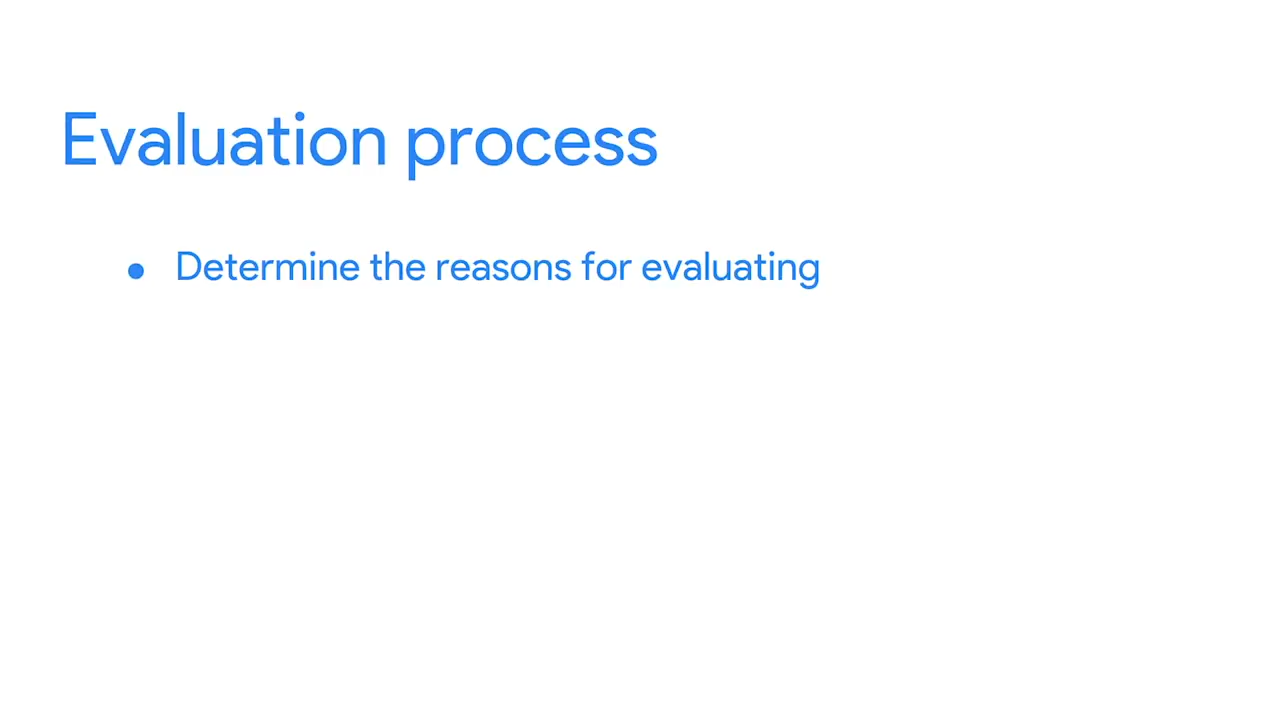 Evaluation process
● Determine the reasons for evaluating